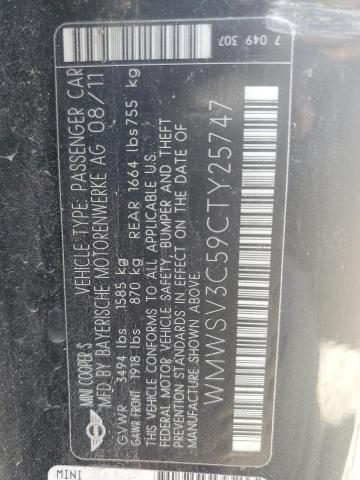 MINI COOPER S
VEHICLE TYPE: PASSENGER CAR
MFD BY BAYERISCHE MOTORENWERKE AG 08/11
GVWR 3494 lbs 1585 kg
GAWR FRONT 1918 lbs 870 kg REAR 1664 lbs 755 kg
THIS VEHICLE CONFORMS TO ALL APPLICABLE U.S.
FEDERAL MOTOR VEHICLE SAFETY, BUMPER AND THEFT
PREVENTION STANDARDS IN EFFECT ON THE DATE OF
MANUFACTURE SHOWN ABOVE.
WMWSV3C59CTY25747
7 049 307
MINI